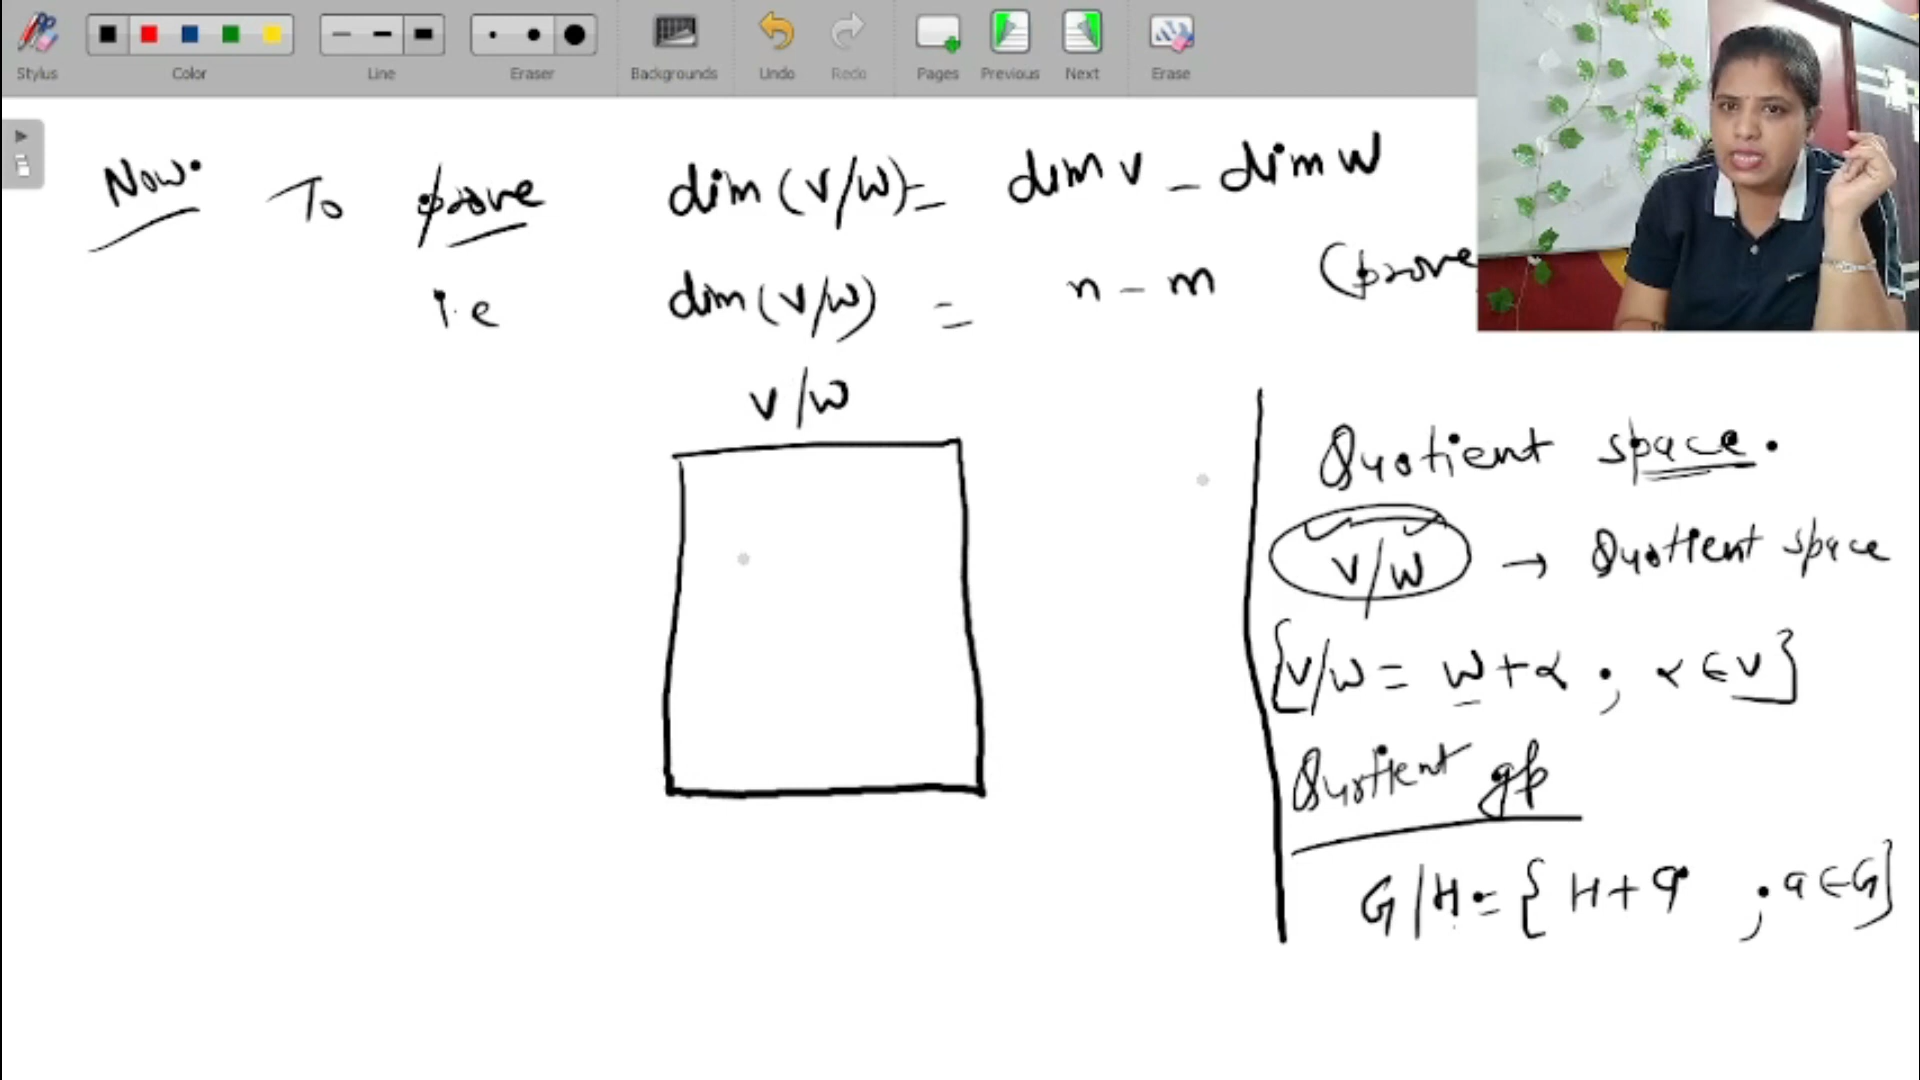 Stylus Color Line Eraser Backgrounds Undo Redo Pages Previous Next Erase
Now. To prove dim (V/W) = dim V - dim W
i.e dim (V/W) = n - m (prove
V/W
Quotient space.
V/W → Quotient space
{V/W = W + α ; α ∈ V}
Quotient gp
G/H = { H + a ; a ∈ G}